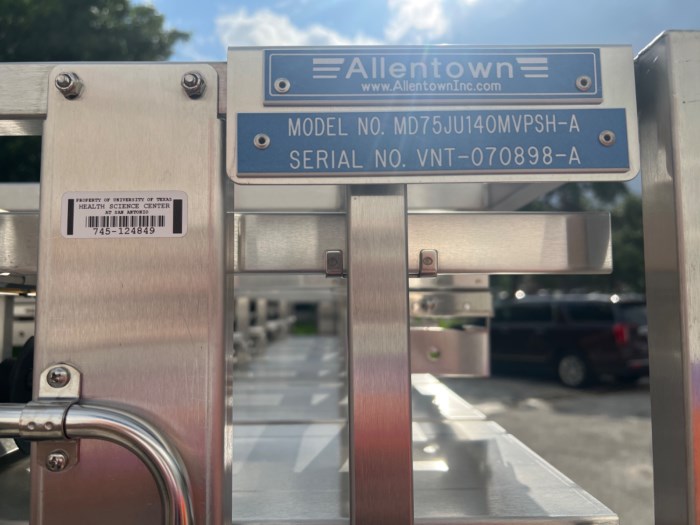 Allentown
www.AllentownInc.com
MODEL NO. MD75JU140MVPSH-A
SERIAL NO. VNT-070898-A
PROPERTY OF UNIVERSITY OF TEXAS
HEALTH SCIENCE CENTER
AT SAN ANTONIO
745-124849